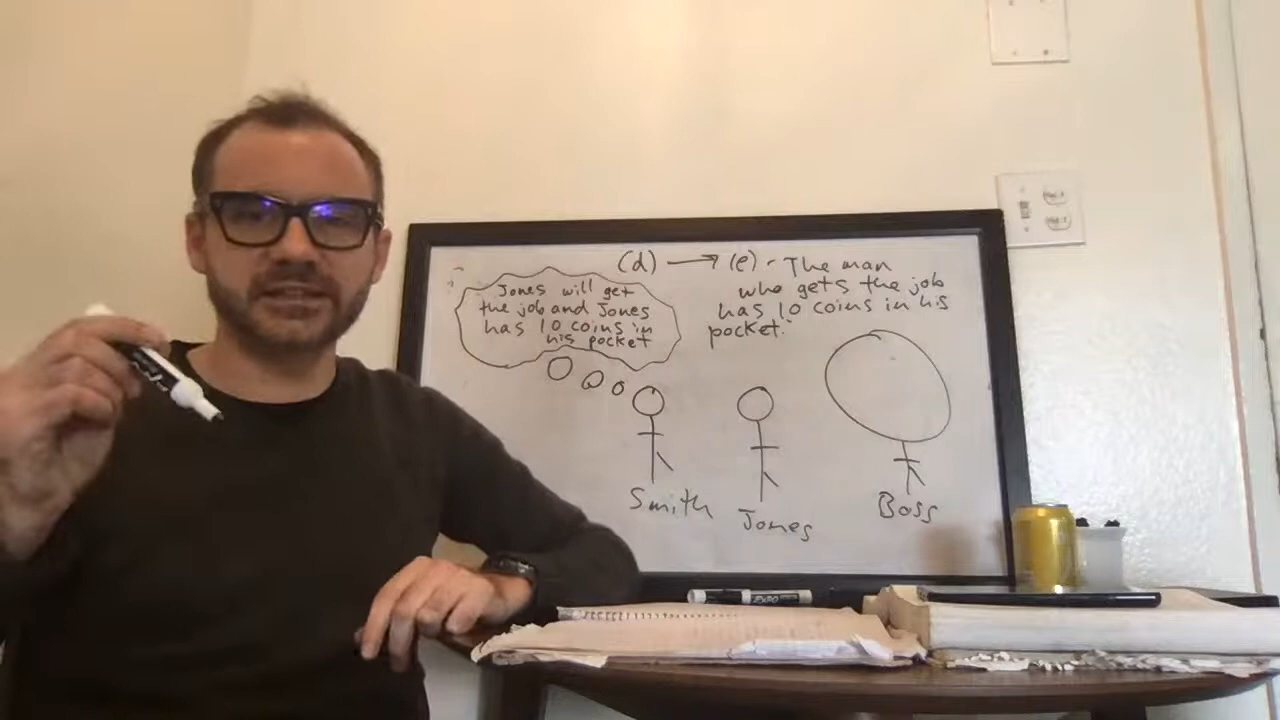 (d) → (e) - The man
who gets the job
has 10 coins in his
pocket.
Jones will get
the job and Jones
has 10 coins in
his pocket
Smith
Jones
Boss
EXPO